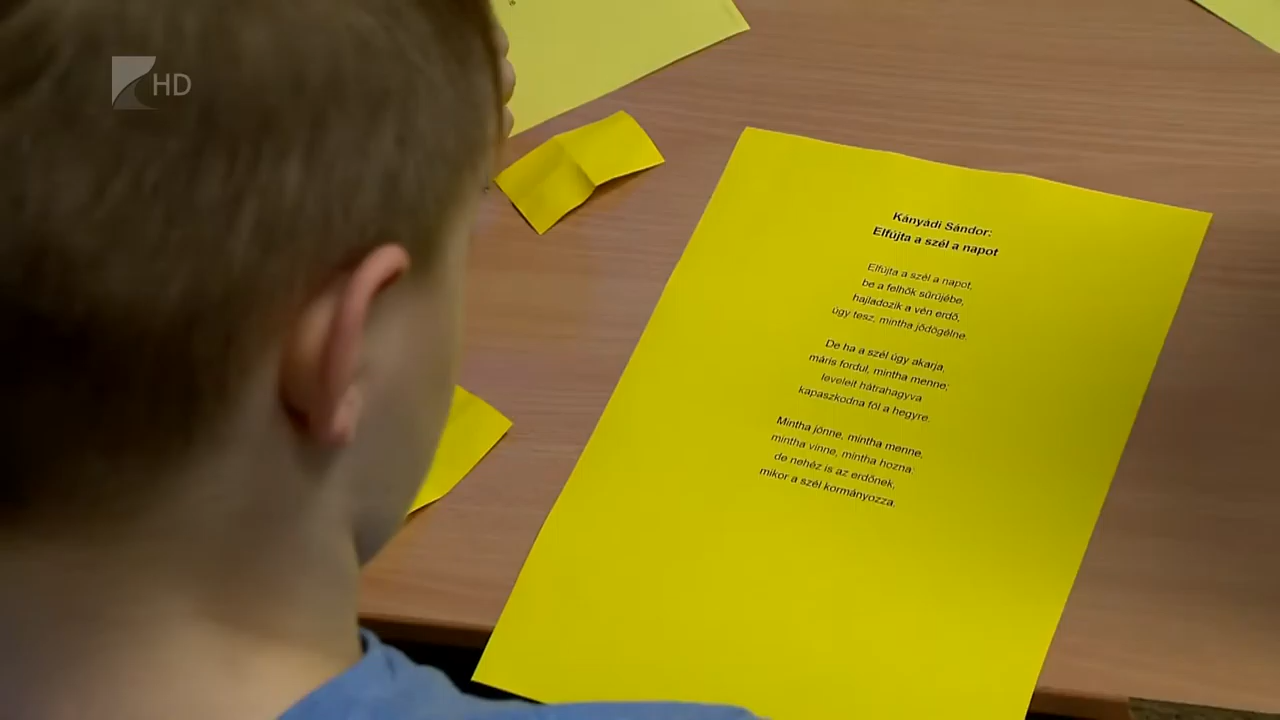 HD
Kányádi Sándor:
Elfújta a szél a napot
Elfújta a szél a napot,
be a felhők sűrűjébe,
hajladozik a vén erdő,
úgy tesz, mintha jődögélne.
De ha a szél úgy akarja,
máris fordul, mintha menne;
leveleit hátrahagyva
kapaszkodna föl a hegyre.
Mintha jönne, mintha menne,
mintha vinne, mintha hozna:
de nehéz is az erdőnek,
mikor a szél kormányozza.